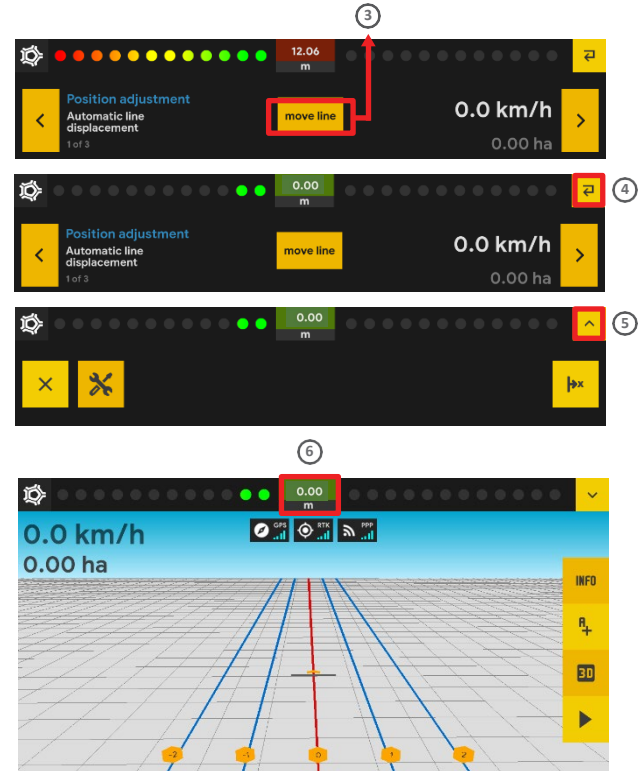 3
12.06
m
Position adjustment
Automatic line
displacement
1 of 3
move line
0.0 km/h
0.00 ha
0.00
m
4
Position adjustment
Automatic line
displacement
1 of 3
move line
0.0 km/h
0.00 ha
0.00
m
5
6
0.00
m
0.0 km/h
0.00 ha
GPS
RTK
PPP
INFO
A
3D
-2
-1
0
1
2